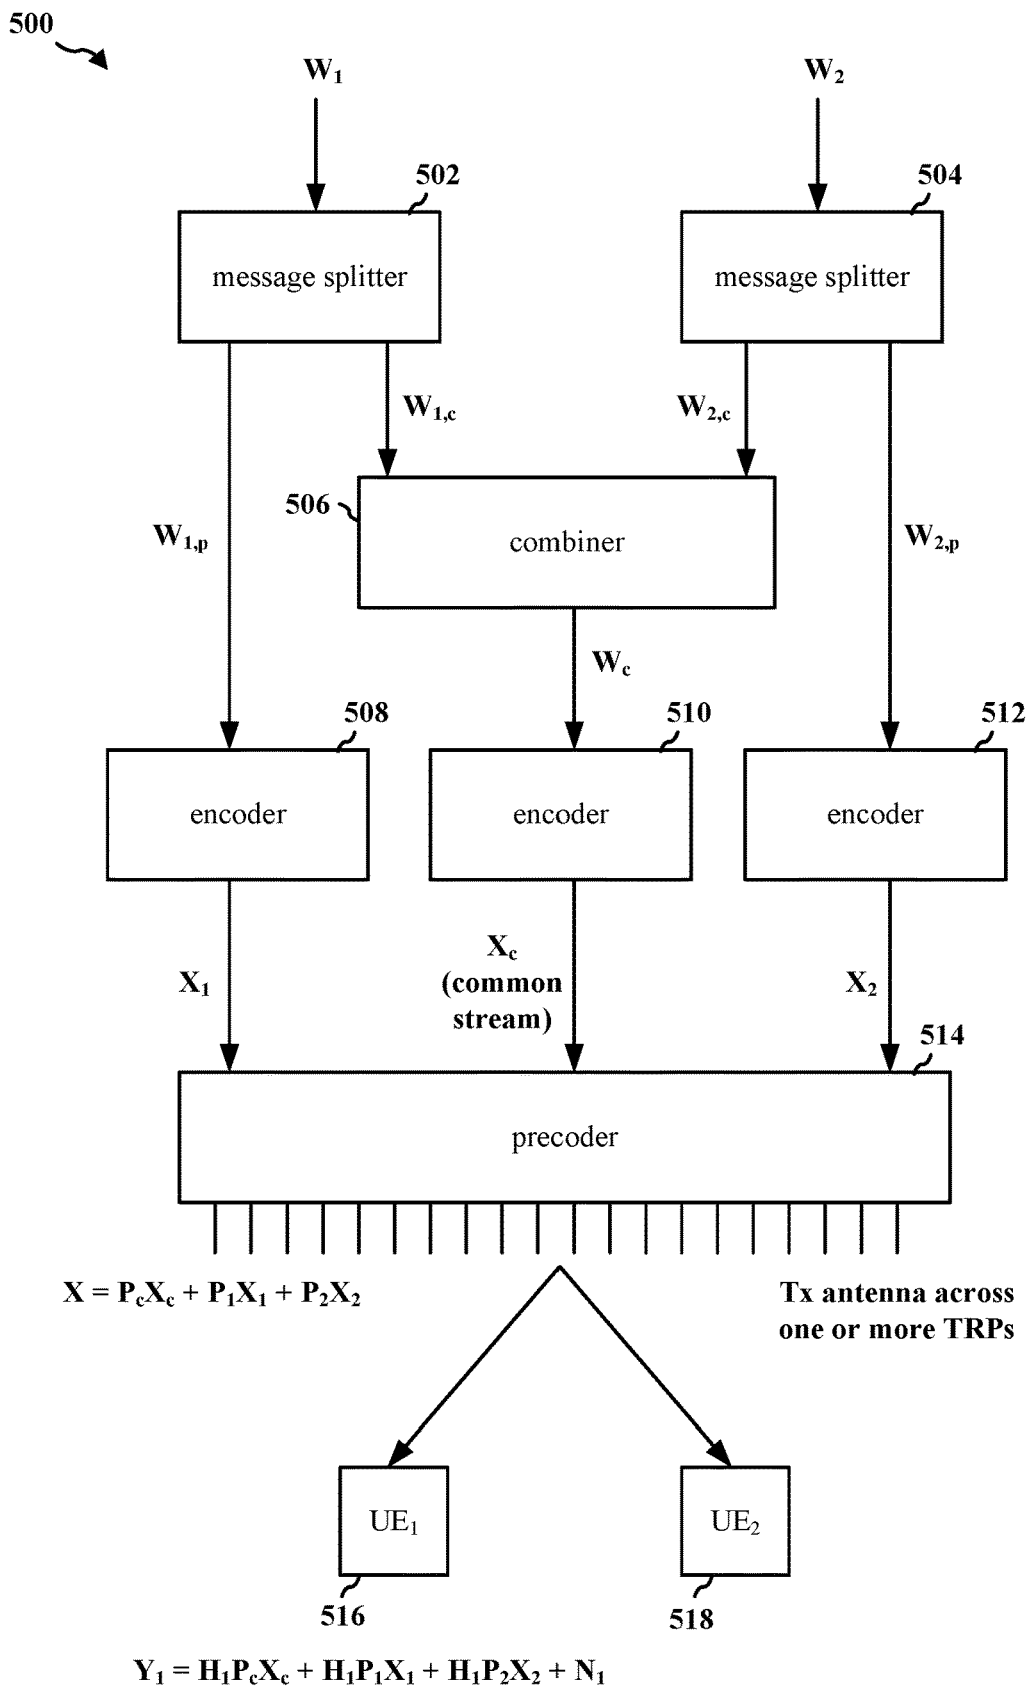 500
W₁
W₂
502
504
message splitter
message splitter
W₁,c
W₂,c
506
combiner
W₁,p
W₂,p
Wc
508
510
512
encoder
encoder
encoder
Xc
(common
stream)
X₁
X₂
514
precoder
X = PcXc + P₁X₁ + P₂X₂
Tx antenna across
one or more TRPs
UE₁
UE₂
516
518
Y₁ = H₁PcXc + H₁P₁X₁ + H₁P₂X₂ + N₁